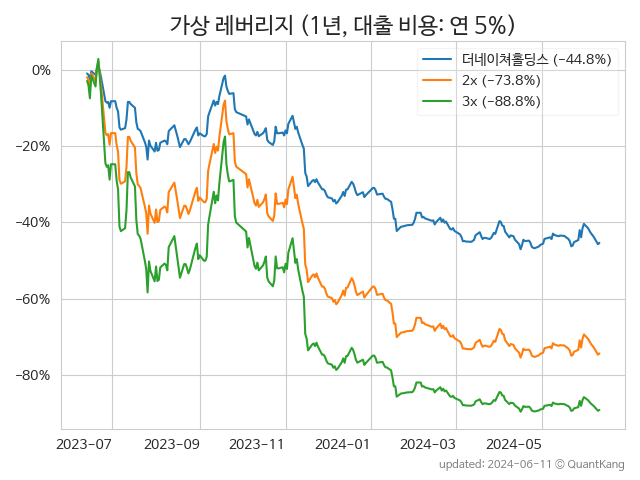 가상 레버리지 (1년, 대출 비용: 연 5%)
더네이쳐홀딩스 (−44.8%)
2x (−73.8%)
3x (−88.8%)
0%
−20%
−40%
−60%
−80%
2023-07
2023-09
2023-11
2024-01
2024-03
2024-05
updated: 2024-06-11 © QuantKang